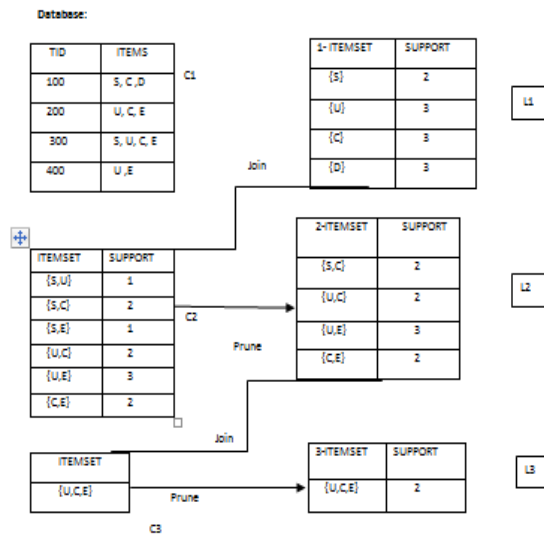 Database:
TID ITEMS
100 S, C ,D
200 U, C, E
300 S, U, C, E
400 U ,E
C1
1- ITEMSET SUPPORT
{S} 2
{U} 3
{C} 3
{D} 3
L1
Join
ITEMSET SUPPORT
{S,U} 1
{S,C} 2
{S,E} 1
{U,C} 2
{U,E} 3
{C,E} 2
C2
Prune
2-ITEMSET SUPPORT
{S,C} 2
{U,C} 2
{U,E} 3
{C,E} 2
L2
Join
ITEMSET
{U,C,E}
Prune
C3
3-ITEMSET SUPPORT
{U,C,E} 2
L3